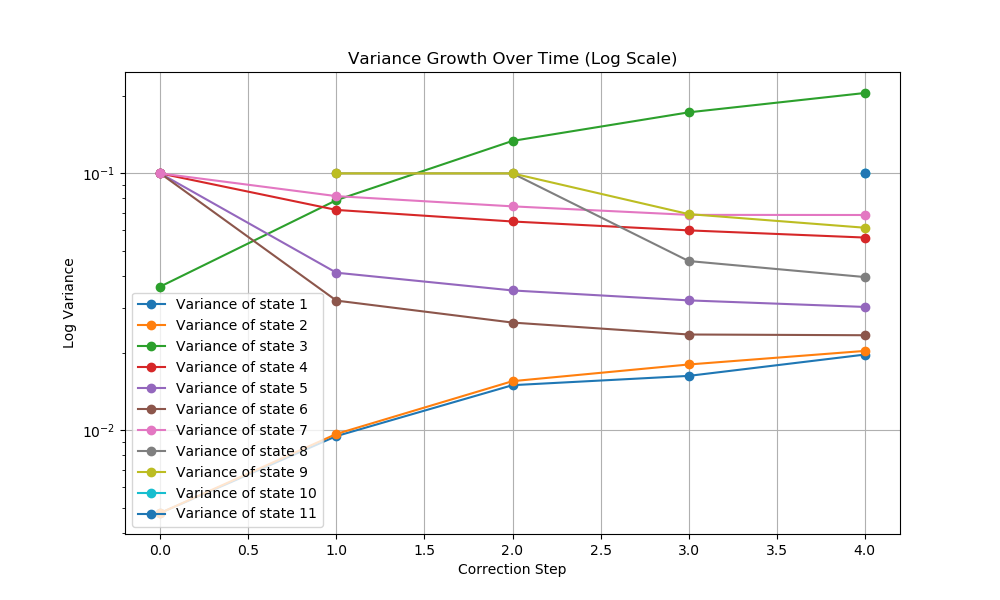 Variance Growth Over Time (Log Scale)
Log Variance
10⁻¹
10⁻²
Variance of state 1
Variance of state 2
Variance of state 3
Variance of state 4
Variance of state 5
Variance of state 6
Variance of state 7
Variance of state 8
Variance of state 9
Variance of state 10
Variance of state 11
0.0 0.5 1.0 1.5 2.0 2.5 3.0 3.5 4.0
Correction Step